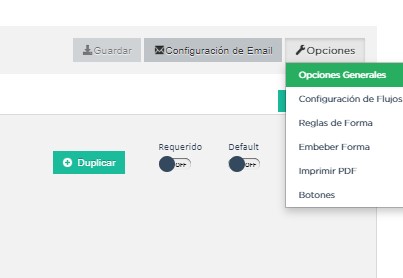 Guardar
Configuración de Email
Opciones
Opciones Generales
Configuración de Flujos
Reglas de Forma
Embeber Forma
Imprimir PDF
Botones
Duplicar
Requerido
OFF
Default
OFF